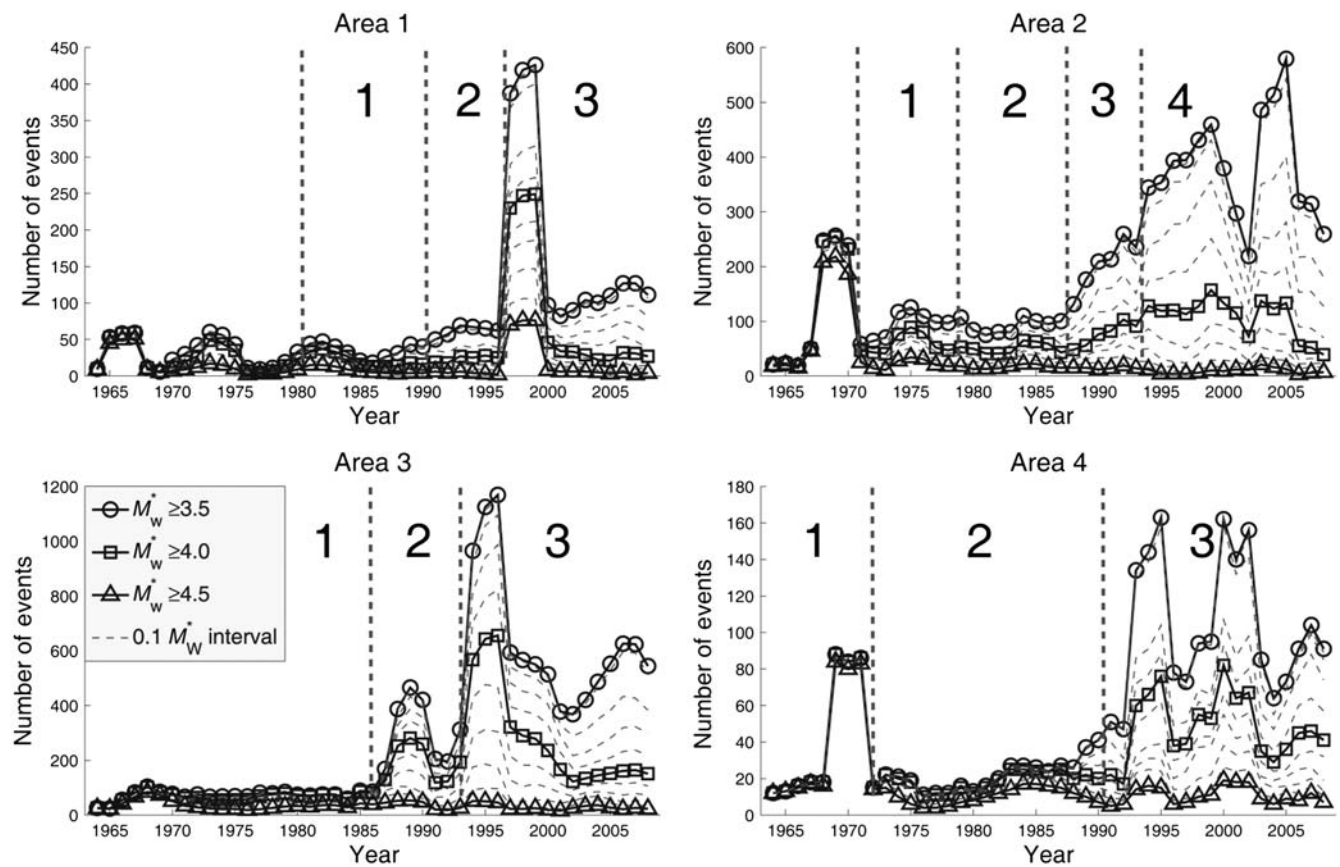 Area 1
450
400
350
300
250
200
150
100
50
0
Number of events
1 2 3
1965 1970 1975 1980 1985 1990 1995 2000 2005
Year
Area 2
600
500
400
300
200
100
0
Number of events
1 2 3 4
1965 1970 1975 1980 1985 1990 1995 2000 2005
Year
Area 3
1200
1000
800
600
400
200
0
Number of events
M*w ≥3.5
M*w ≥4.0
M*w ≥4.5
0.1 M*w interval
1 2 3
1965 1970 1975 1980 1985 1990 1995 2000 2005
Year
Area 4
180
160
140
120
100
80
60
40
20
0
Number of events
1 2 3
1965 1970 1975 1980 1985 1990 1995 2000 2005
Year